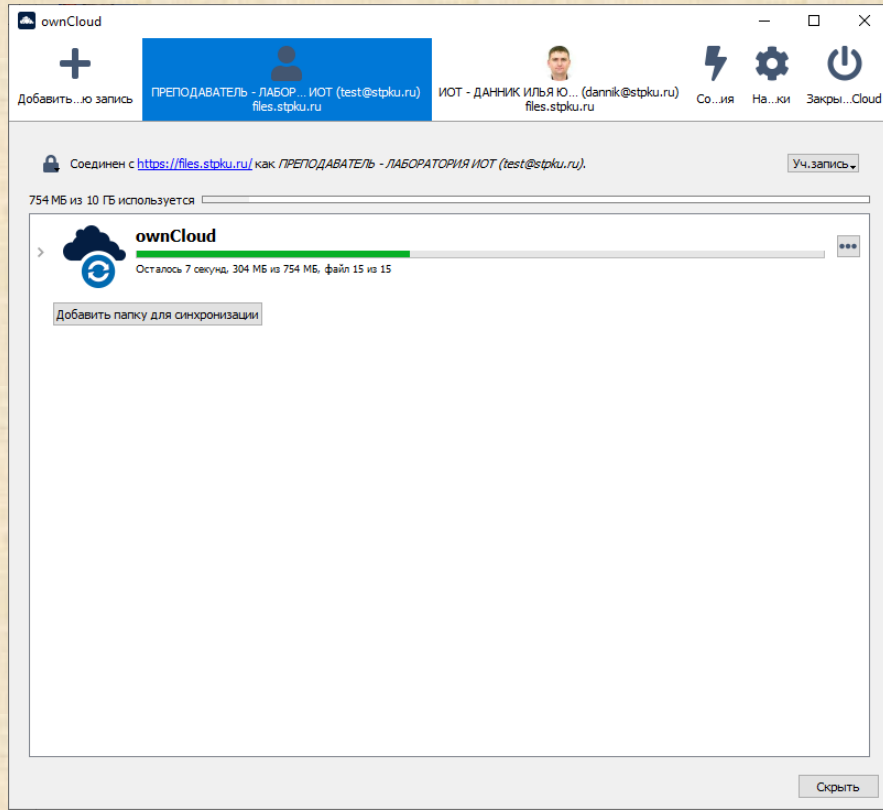 ownCloud
Добавить...ю запись
ПРЕПОДАВАТЕЛЬ - ЛАБОР... ИОТ (test@stpku.ru)
files.stpku.ru
ИОТ - ДАННИК ИЛЬЯ Ю... (dannik@stpku.ru)
files.stpku.ru
Со...ия
На...ки
Закры...Cloud
Соединен с https://files.stpku.ru/ как ПРЕПОДАВАТЕЛЬ - ЛАБОРАТОРИЯ ИОТ (test@stpku.ru).
Уч.запись
754 МБ из 10 ГБ используется
ownCloud
Осталось 7 секунд, 304 МБ из 754 МБ, файл 15 из 15
Добавить папку для синхронизации
Скрыть